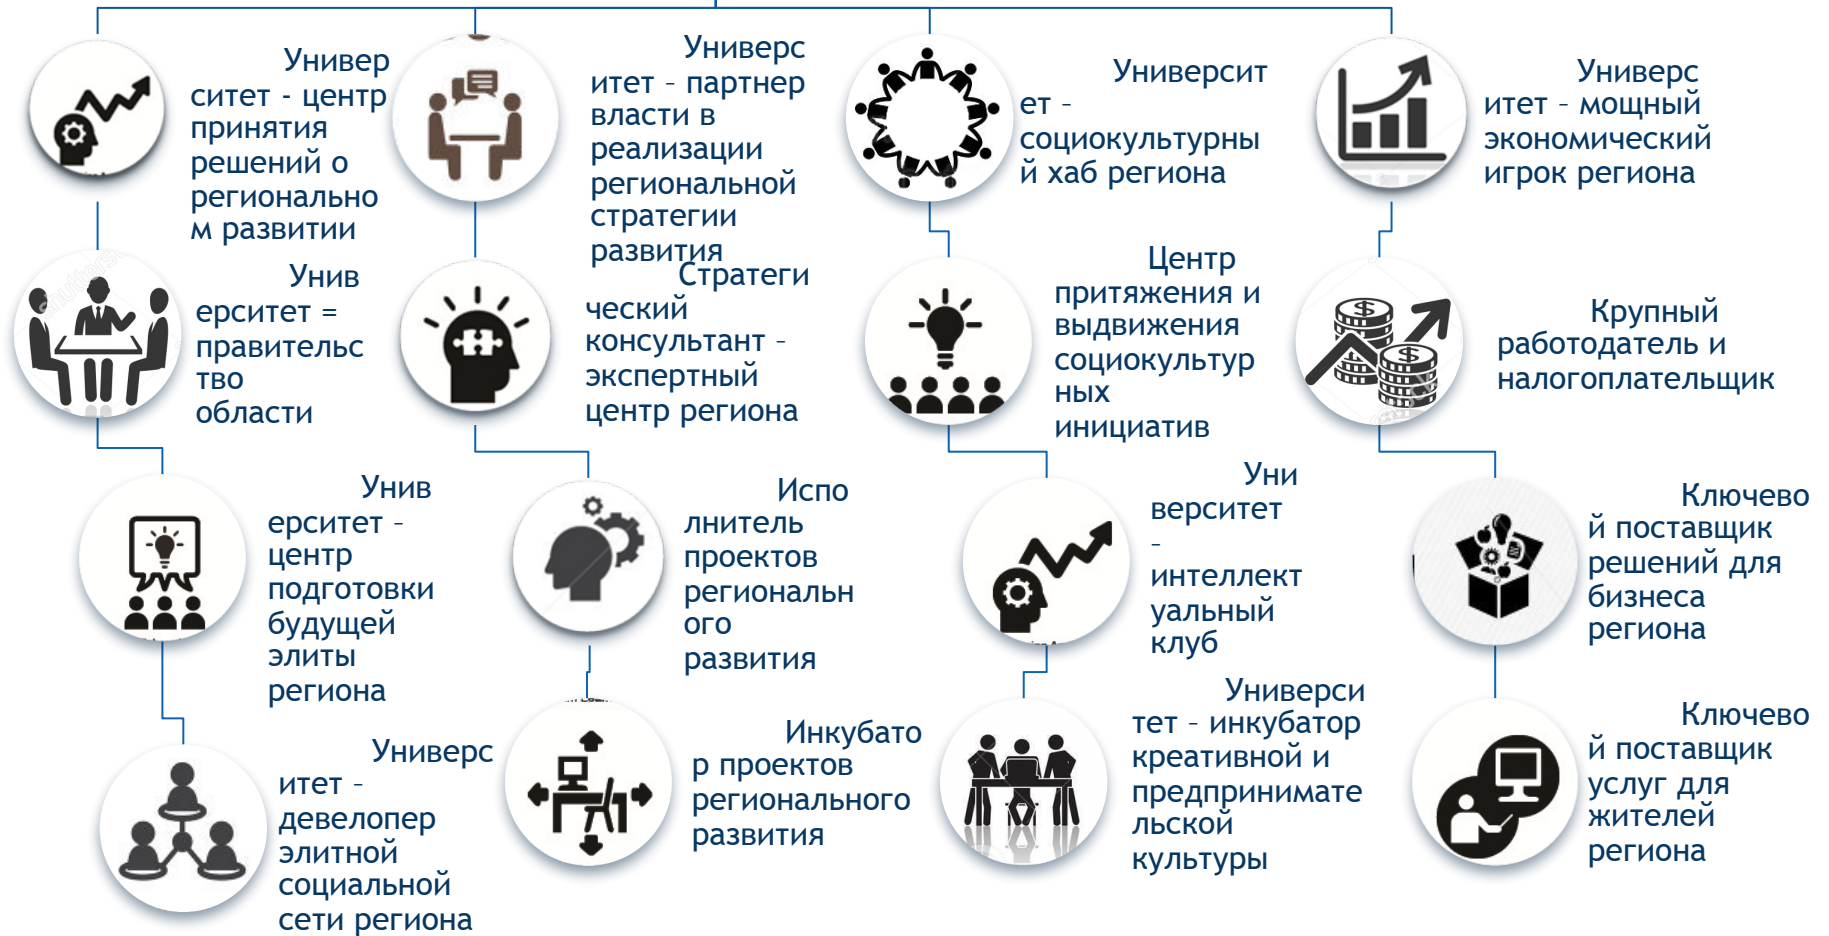 Универ
ситет - центр
принятия
решений о
регионально
м развитии
Унив
ерситет =
правительс
тво
области
Унив
ерситет –
центр
подготовки
будущей
элиты
региона
Универс
итет –
девелопер
элитной
социальной
сети региона
Универс
итет – партнер
власти в
реализации
региональной
стратегии
развития
Стратеги
ческий
консультант –
экспертный
центр региона
Испо
лнитель
проектов
региональн
ого
развития
Инкубато
р проектов
регионального
развития
Университ
ет –
социокультурны
й хаб региона
Центр
притяжения и
выдвижения
социокультур
ных
инициатив
Уни
верситет
–
интеллект
уальный
клуб
Универси
тет – инкубатор
креативной и
предпринимате
льской
культуры
Универс
итет – мощный
экономический
игрок региона
Крупный
работодатель и
налогоплательщик
Ключево
й поставщик
решений для
бизнеса
региона
Ключево
й поставщик
услуг для
жителей
региона